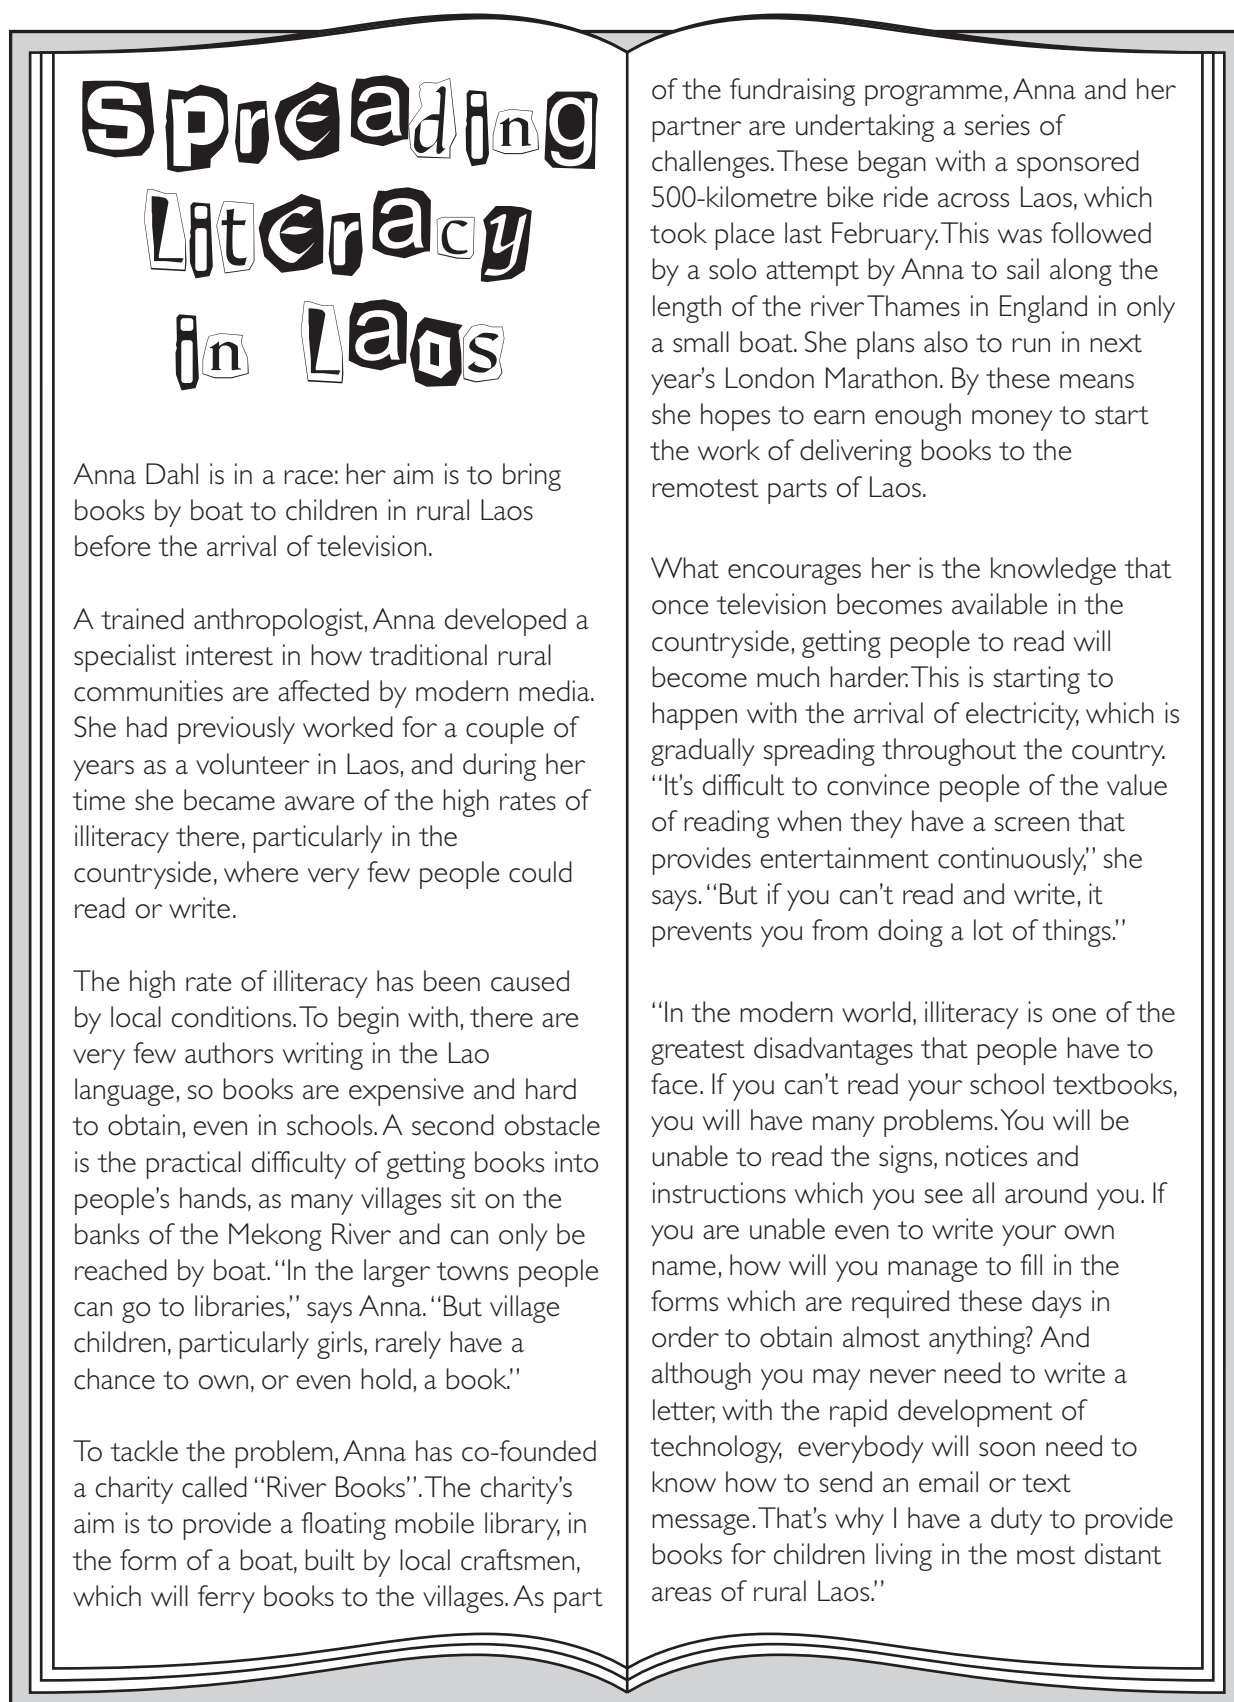 Spreading
Literacy
in Laos
Anna Dahl is in a race: her aim is to bring
books by boat to children in rural Laos
before the arrival of television.
A trained anthropologist, Anna developed a
specialist interest in how traditional rural
communities are affected by modern media.
She had previously worked for a couple of
years as a volunteer in Laos, and during her
time she became aware of the high rates of
illiteracy there, particularly in the
countryside, where very few people could
read or write.
The high rate of illiteracy has been caused
by local conditions. To begin with, there are
very few authors writing in the Lao
language, so books are expensive and hard
to obtain, even in schools. A second obstacle
is the practical difficulty of getting books into
people’s hands, as many villages sit on the
banks of the Mekong River and can only be
reached by boat. “In the larger towns people
can go to libraries,” says Anna. “But village
children, particularly girls, rarely have a
chance to own, or even hold, a book.”
To tackle the problem, Anna has co-founded
a charity called “River Books”. The charity’s
aim is to provide a floating mobile library, in
the form of a boat, built by local craftsmen,
which will ferry books to the villages. As part
of the fundraising programme, Anna and her
partner are undertaking a series of
challenges. These began with a sponsored
500-kilometre bike ride across Laos, which
took place last February. This was followed
by a solo attempt by Anna to sail along the
length of the river Thames in England in only
a small boat. She plans also to run in next
year’s London Marathon. By these means
she hopes to earn enough money to start
the work of delivering books to the
remotest parts of Laos.
What encourages her is the knowledge that
once television becomes available in the
countryside, getting people to read will
become much harder. This is starting to
happen with the arrival of electricity, which is
gradually spreading throughout the country.
“It’s difficult to convince people of the value
of reading when they have a screen that
provides entertainment continuously,” she
says. “But if you can’t read and write, it
prevents you from doing a lot of things.”
“In the modern world, illiteracy is one of the
greatest disadvantages that people have to
face. If you can’t read your school textbooks,
you will have many problems. You will be
unable to read the signs, notices and
instructions which you see all around you. If
you are unable even to write your own
name, how will you manage to fill in the
forms which are required these days in
order to obtain almost anything? And
although you may never need to write a
letter, with the rapid development of
technology, everybody will soon need to
know how to send an email or text
message. That’s why I have a duty to provide
books for children living in the most distant
areas of rural Laos.”